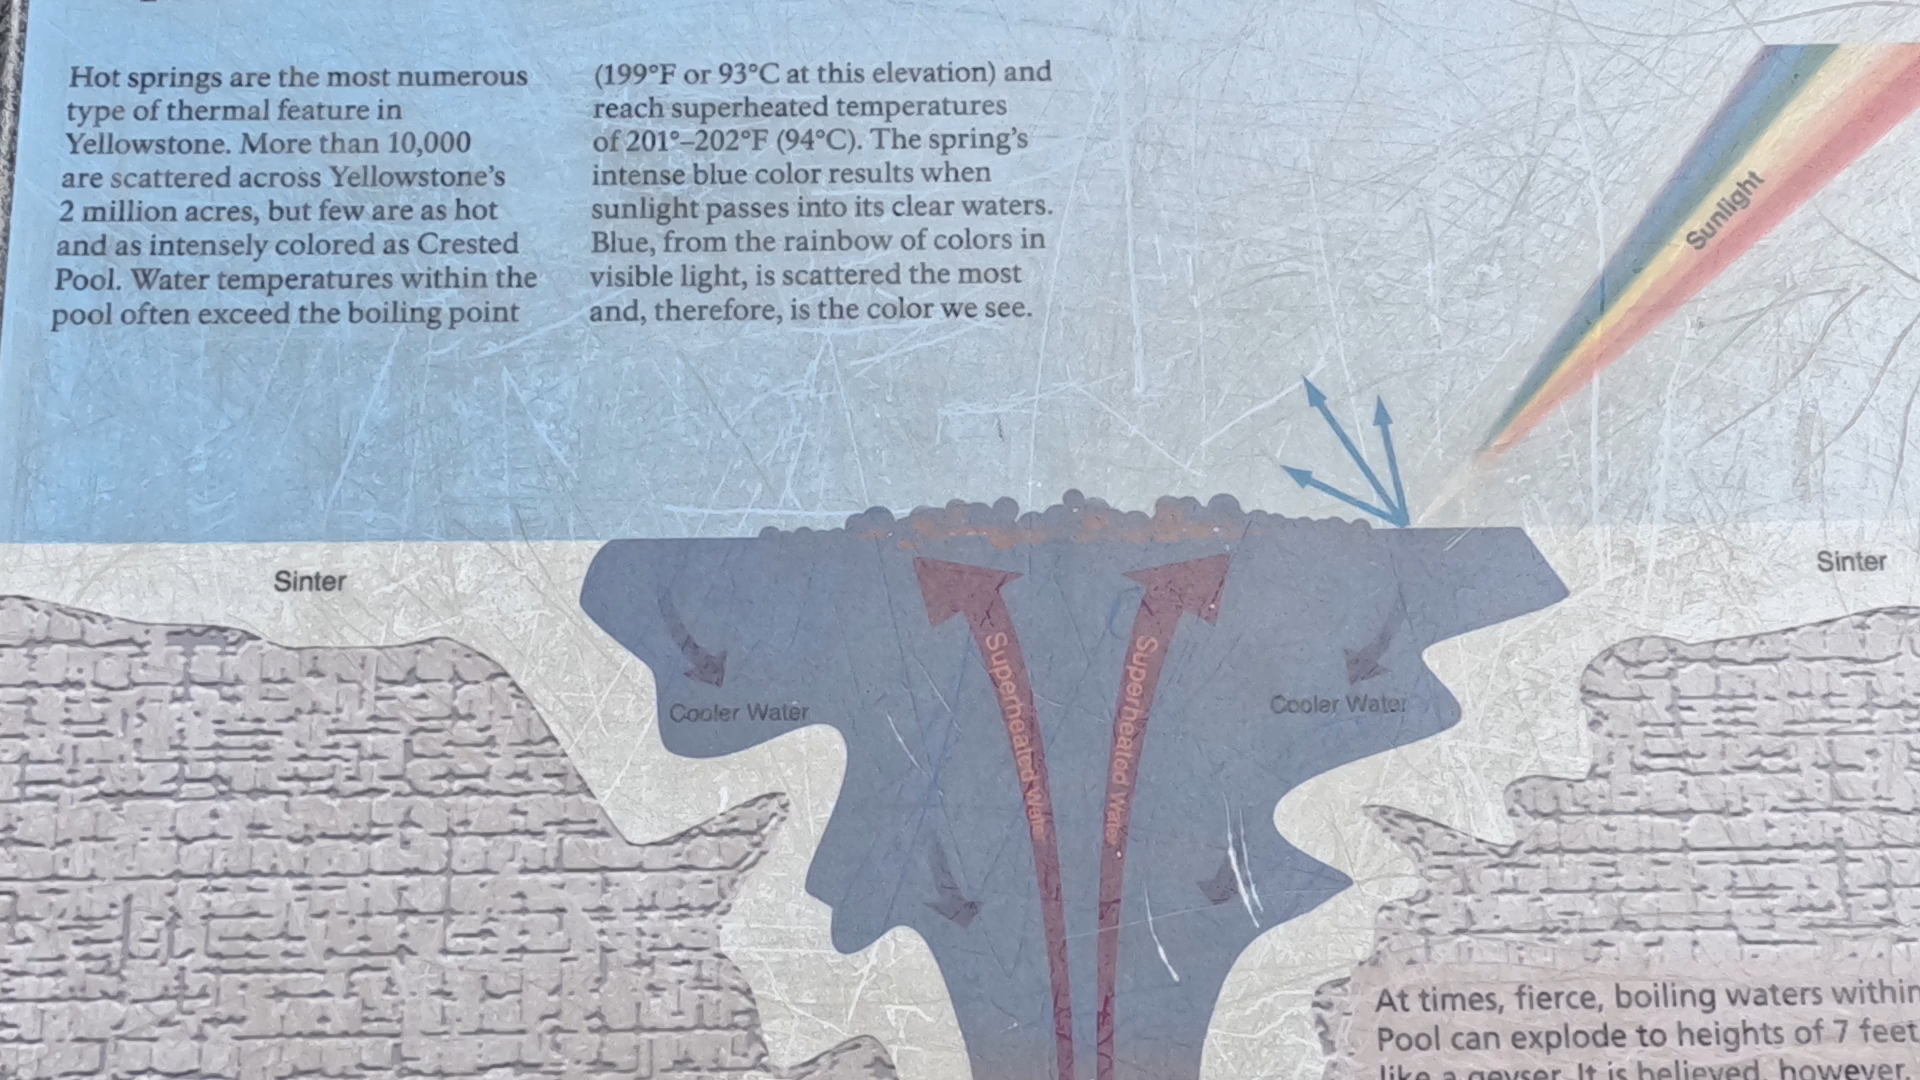 Hot springs are the most numerous
type of thermal feature in
Yellowstone. More than 10,000
are scattered across Yellowstone's
2 million acres, but few are as hot
and as intensely colored as Crested
Pool. Water temperatures within the
pool often exceed the boiling point
(199°F or 93°C at this elevation) and
reach superheated temperatures
of 201°–202°F (94°C). The spring's
intense blue color results when
sunlight passes into its clear waters.
Blue, from the rainbow of colors in
visible light, is scattered the most
and, therefore, is the color we see.
Sunlight
Sinter
Sinter
Superheated Water
Superheated Water
Cooler Water
Cooler Water
At times, fierce, boiling waters within
Pool can explode to heights of 7 feet
like a geyser. It is believed, however,